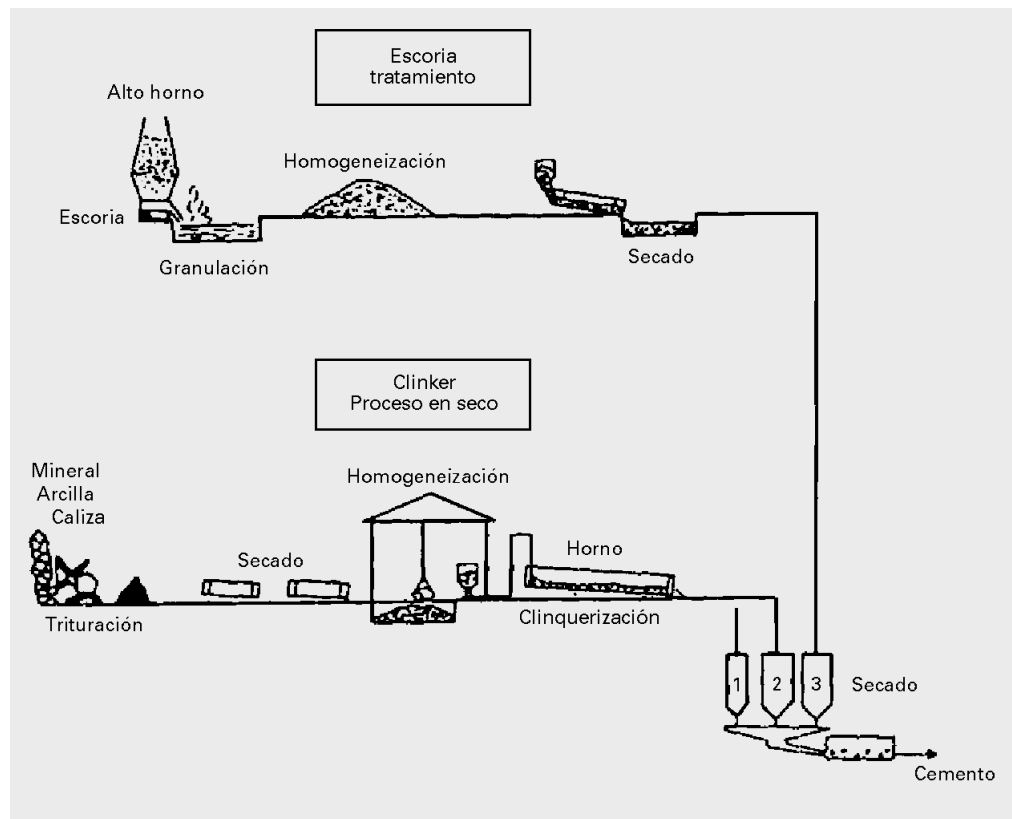 Escoria
tratamiento
Alto horno
Homogeneización
Escoria
Granulación
Secado
Clinker
Proceso en seco
Mineral
Arcilla
Caliza
Homogeneización
Secado
Horno
Trituración
Clinquerización
1 2 3 Secado
Cemento